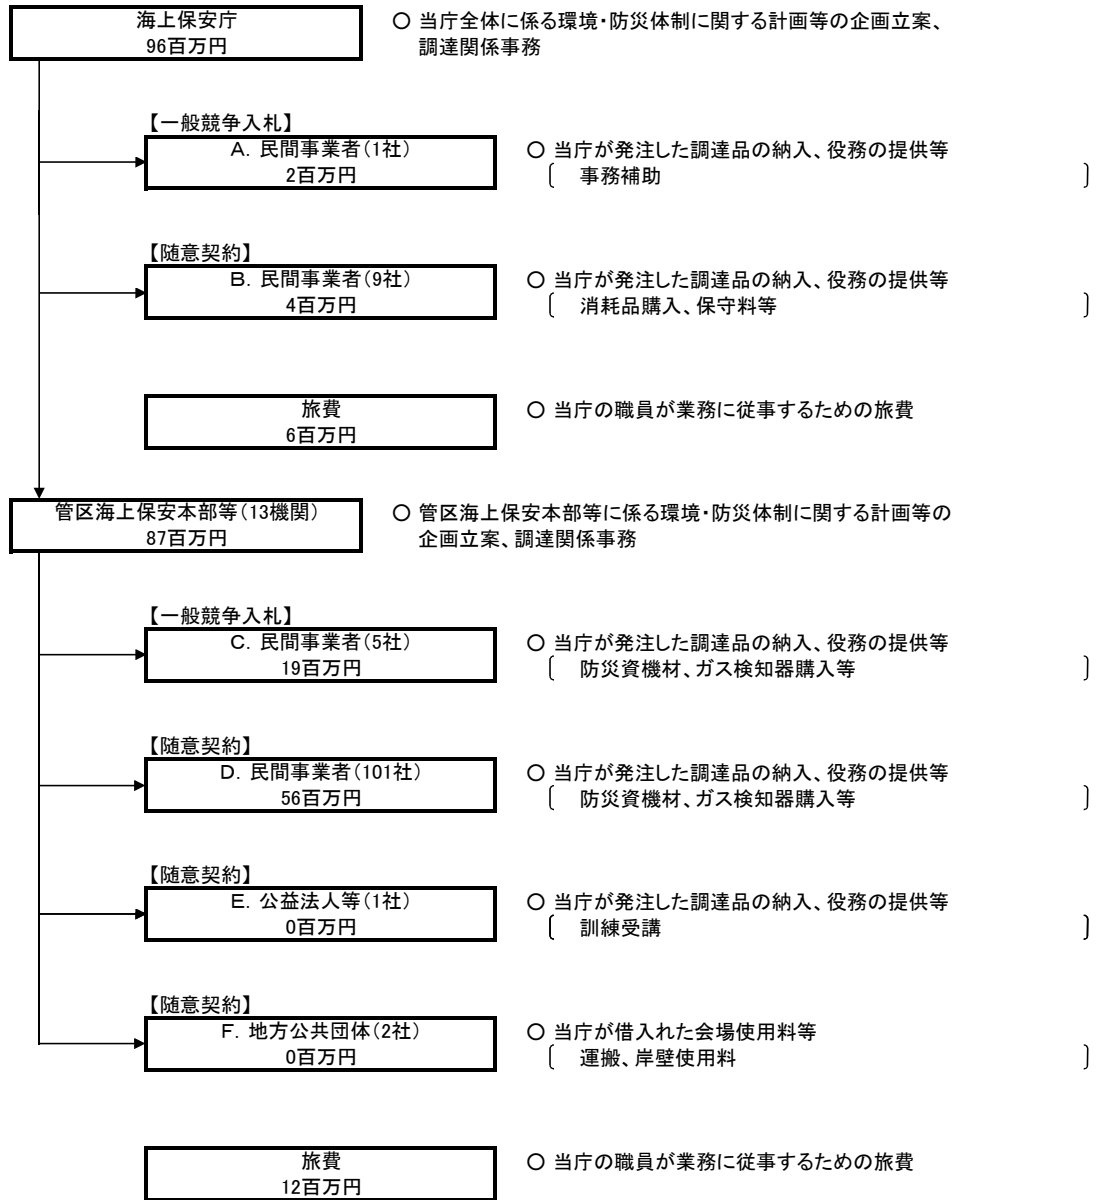 海上保安庁
96百万円
○ 当庁全体に係る環境・防災体制に関する計画等の企画立案、
調達関係事務
【一般競争入札】
A．民間事業者（1社）
2百万円
○ 当庁が発注した調達品の納入、役務の提供等
〔 事務補助 〕
【随意契約】
B．民間事業者（9社）
4百万円
○ 当庁が発注した調達品の納入、役務の提供等
〔 消耗品購入、保守料等 〕
旅費
6百万円
○ 当庁の職員が業務に従事するための旅費
管区海上保安本部等（13機関）
87百万円
○ 管区海上保安本部等に係る環境・防災体制に関する計画等の
企画立案、調達関係事務
【一般競争入札】
C．民間事業者（5社）
19百万円
○ 当庁が発注した調達品の納入、役務の提供等
〔 防災資機材、ガス検知器購入等 〕
【随意契約】
D．民間事業者（101社）
56百万円
○ 当庁が発注した調達品の納入、役務の提供等
〔 防災資機材、ガス検知器購入等 〕
【随意契約】
E．公益法人等（1社）
0百万円
○ 当庁が発注した調達品の納入、役務の提供等
〔 訓練受講 〕
【随意契約】
F．地方公共団体（2社）
0百万円
○ 当庁が借入れた会場使用料等
〔 運搬、岸壁使用料 〕
旅費
12百万円
○ 当庁の職員が業務に従事するための旅費